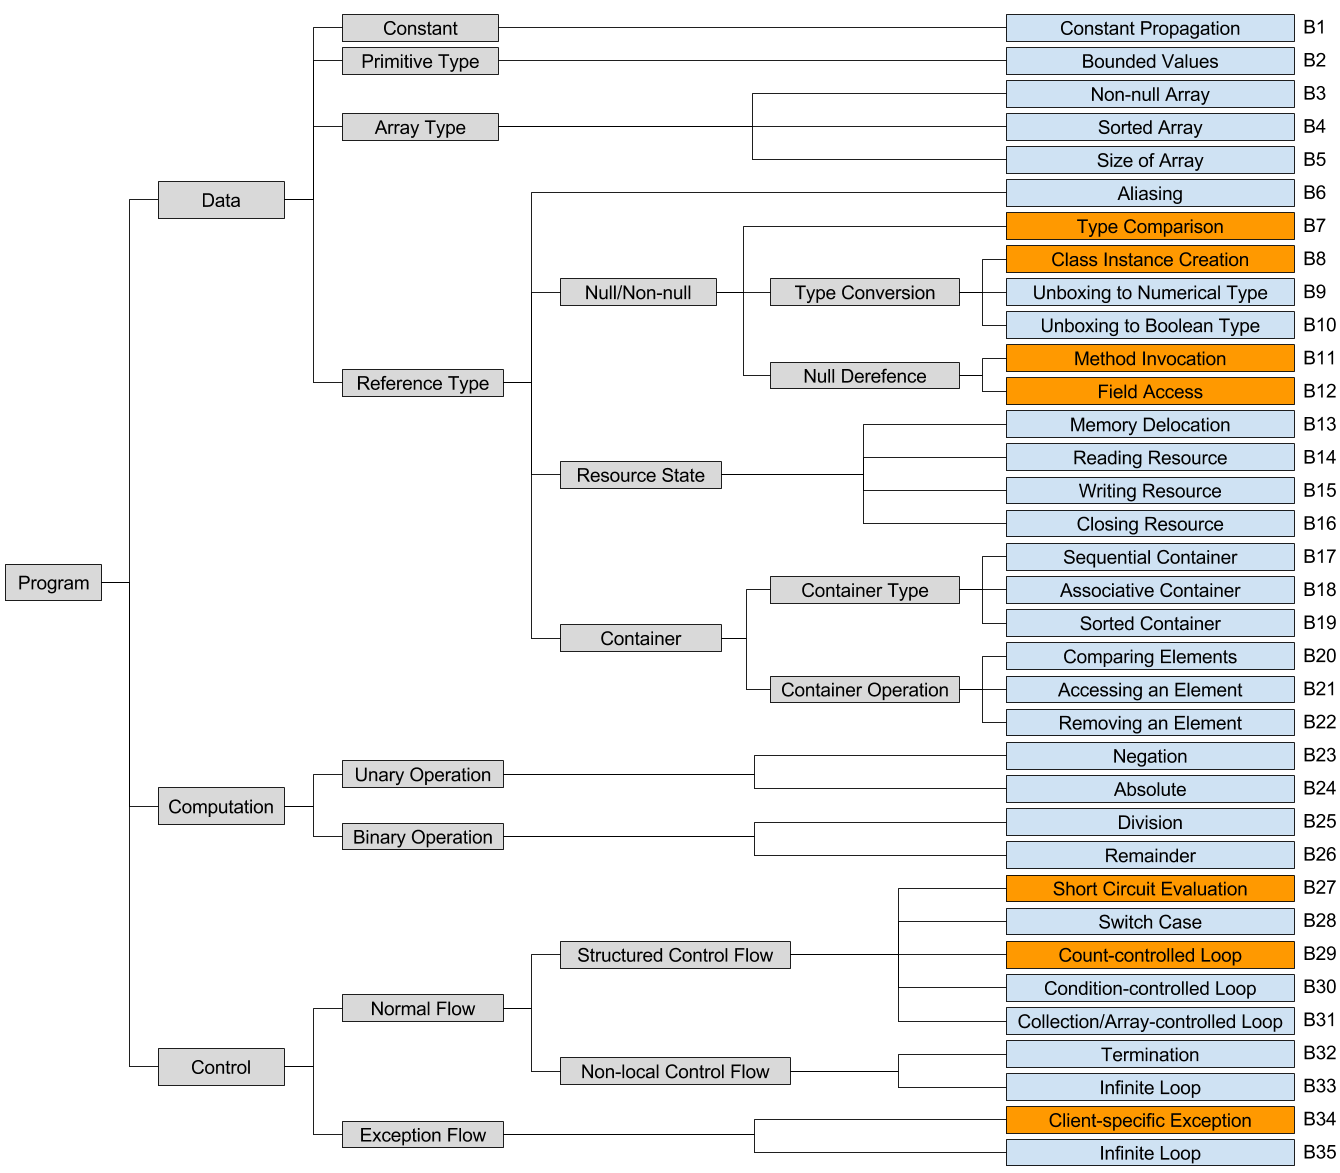 Constant
Constant Propagation
B1
Primitive Type
Bounded Values
B2
Non-null Array
B3
Array Type
Sorted Array
B4
Size of Array
B5
Data
Aliasing
B6
Type Comparison
B7
Class Instance Creation
B8
Null/Non-null
Type Conversion
Unboxing to Numerical Type
B9
Unboxing to Boolean Type
B10
Method Invocation
B11
Reference Type
Null Derefence
Field Access
B12
Memory Delocation
B13
Reading Resource
B14
Resource State
Writing Resource
B15
Closing Resource
B16
Sequential Container
B17
Program
Container Type
Associative Container
B18
Sorted Container
B19
Container
Comparing Elements
B20
Container Operation
Accessing an Element
B21
Removing an Element
B22
Negation
B23
Unary Operation
Absolute
B24
Computation
Division
B25
Binary Operation
Remainder
B26
Short Circuit Evaluation
B27
Switch Case
B28
Structured Control Flow
Count-controlled Loop
B29
Condition-controlled Loop
B30
Normal Flow
Collection/Array-controlled Loop
B31
Termination
B32
Control
Non-local Control Flow
Infinite Loop
B33
Client-specific Exception
B34
Exception Flow
Infinite Loop
B35